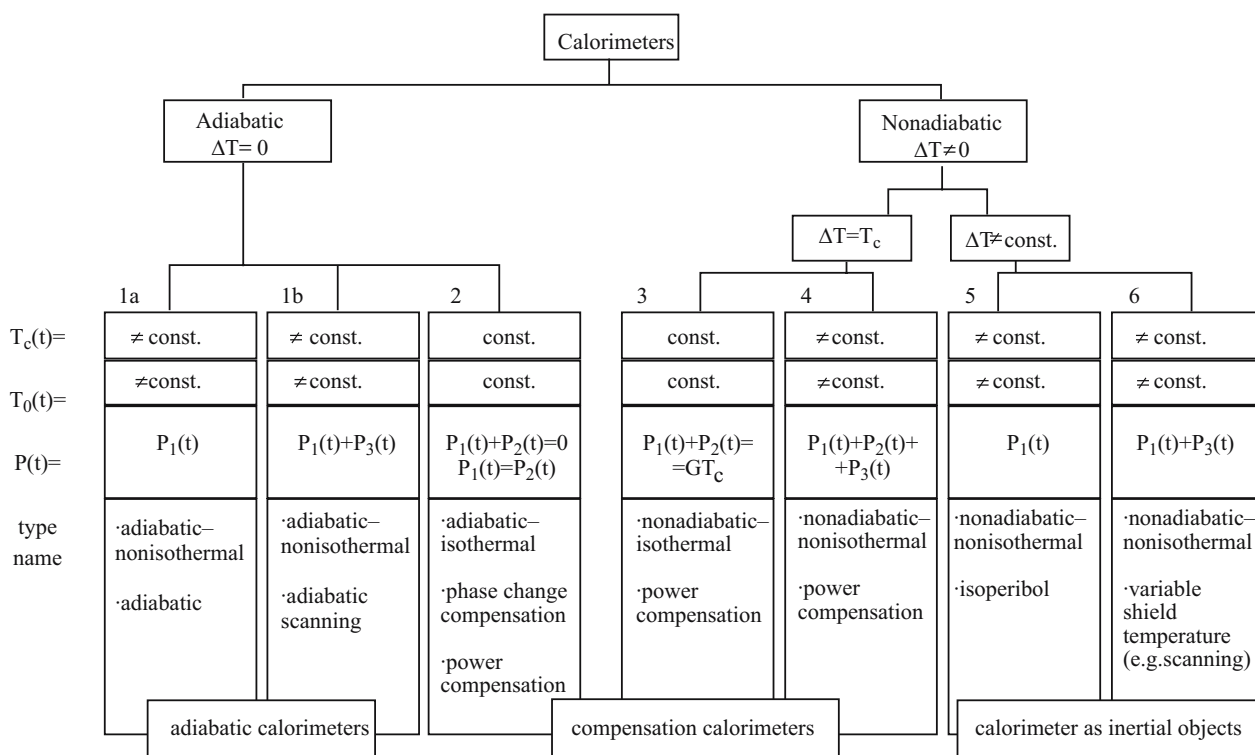 Calorimeters
Adiabatic
ΔT= 0
Nonadiabatic
ΔT≠0
ΔT=T_c
ΔT≠const.
1a
1b
2
3
4
5
6
T_c(t)=
≠ const.
≠ const.
const.
const.
≠const.
≠ const.
≠ const.
T_0(t)=
≠const.
≠const.
const.
const.
≠const.
≠ const.
≠ const.
P(t)=
P_1(t)
P_1(t)+P_3(t)
P_1(t)+P_2(t)=0
P_1(t)=P_2(t)
P_1(t)+P_2(t)=
=GT_c
P_1(t)+P_2(t)+
+P_3(t)
P_1(t)
P_1(t)+P_3(t)
type
name
·adiabatic–
nonisothermal
·adiabatic
·adiabatic–
nonisothermal
·adiabatic
scanning
·adiabatic–
isothermal
·phase change
compensation
·power
compensation
·nonadiabatic–
isothermal
·power
compensation
·nonadiabatic–
nonisothermal
·power
compensation
·nonadiabatic–
nonisothermal
·isoperibol
·nonadiabatic–
nonisothermal
·variable
shield
temperature
(e.g.scanning)
adiabatic calorimeters
compensation calorimeters
calorimeter as inertial objects